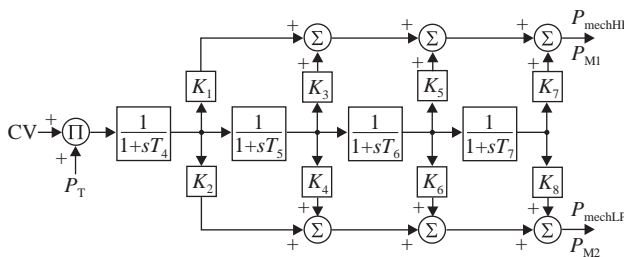 + Σ + Σ + Σ P_mechHP
P_M1
+ + +
K_1 K_3 K_5 K_7
CV + Π 1/(1+sT_4) 1/(1+sT_5) 1/(1+sT_6) 1/(1+sT_7)
+
P_T
K_2 K_4 K_6 K_8
+ + +
+ Σ + Σ + Σ P_mechLP
P_M2